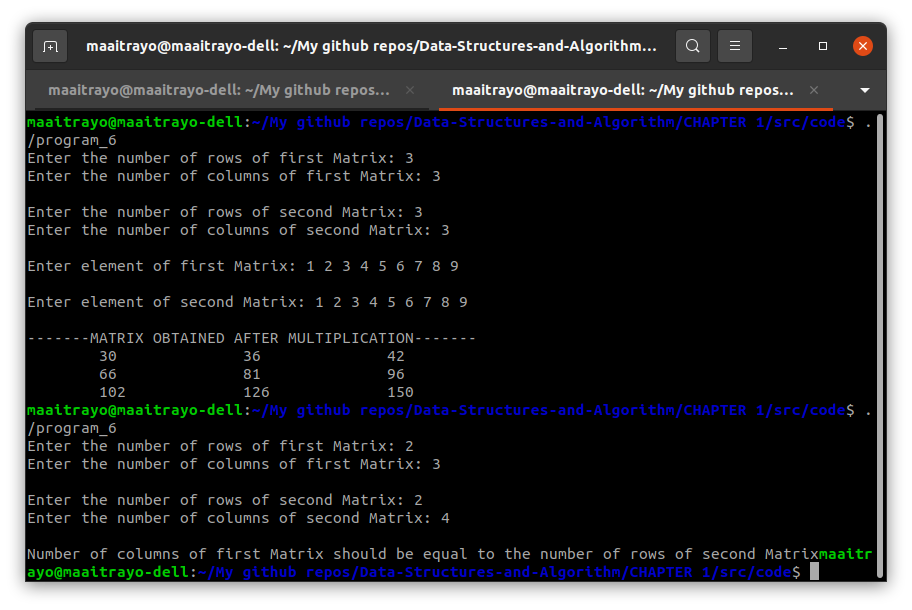 maaitrayo@maaitrayo-dell: ~/My github repos/Data-Structures-and-Algorithm...
maaitrayo@maaitrayo-dell: ~/My github repos... maaitrayo@maaitrayo-dell: ~/My github repos...
maaitrayo@maaitrayo-dell:~/My github repos/Data-Structures-and-Algorithm/CHAPTER 1/src/code$ .
/program_6
Enter the number of rows of first Matrix: 3
Enter the number of columns of first Matrix: 3
Enter the number of rows of second Matrix: 3
Enter the number of columns of second Matrix: 3
Enter element of first Matrix: 1 2 3 4 5 6 7 8 9
Enter element of second Matrix: 1 2 3 4 5 6 7 8 9
-------MATRIX OBTAINED AFTER MULTIPLICATION-------
30 36 42
66 81 96
102 126 150
maaitrayo@maaitrayo-dell:~/My github repos/Data-Structures-and-Algorithm/CHAPTER 1/src/code$ .
/program_6
Enter the number of rows of first Matrix: 2
Enter the number of columns of first Matrix: 3
Enter the number of rows of second Matrix: 2
Enter the number of columns of second Matrix: 4
Number of columns of first Matrix should be equal to the number of rows of second Matrixmaaitr
ayo@maaitrayo-dell:~/My github repos/Data-Structures-and-Algorithm/CHAPTER 1/src/code$